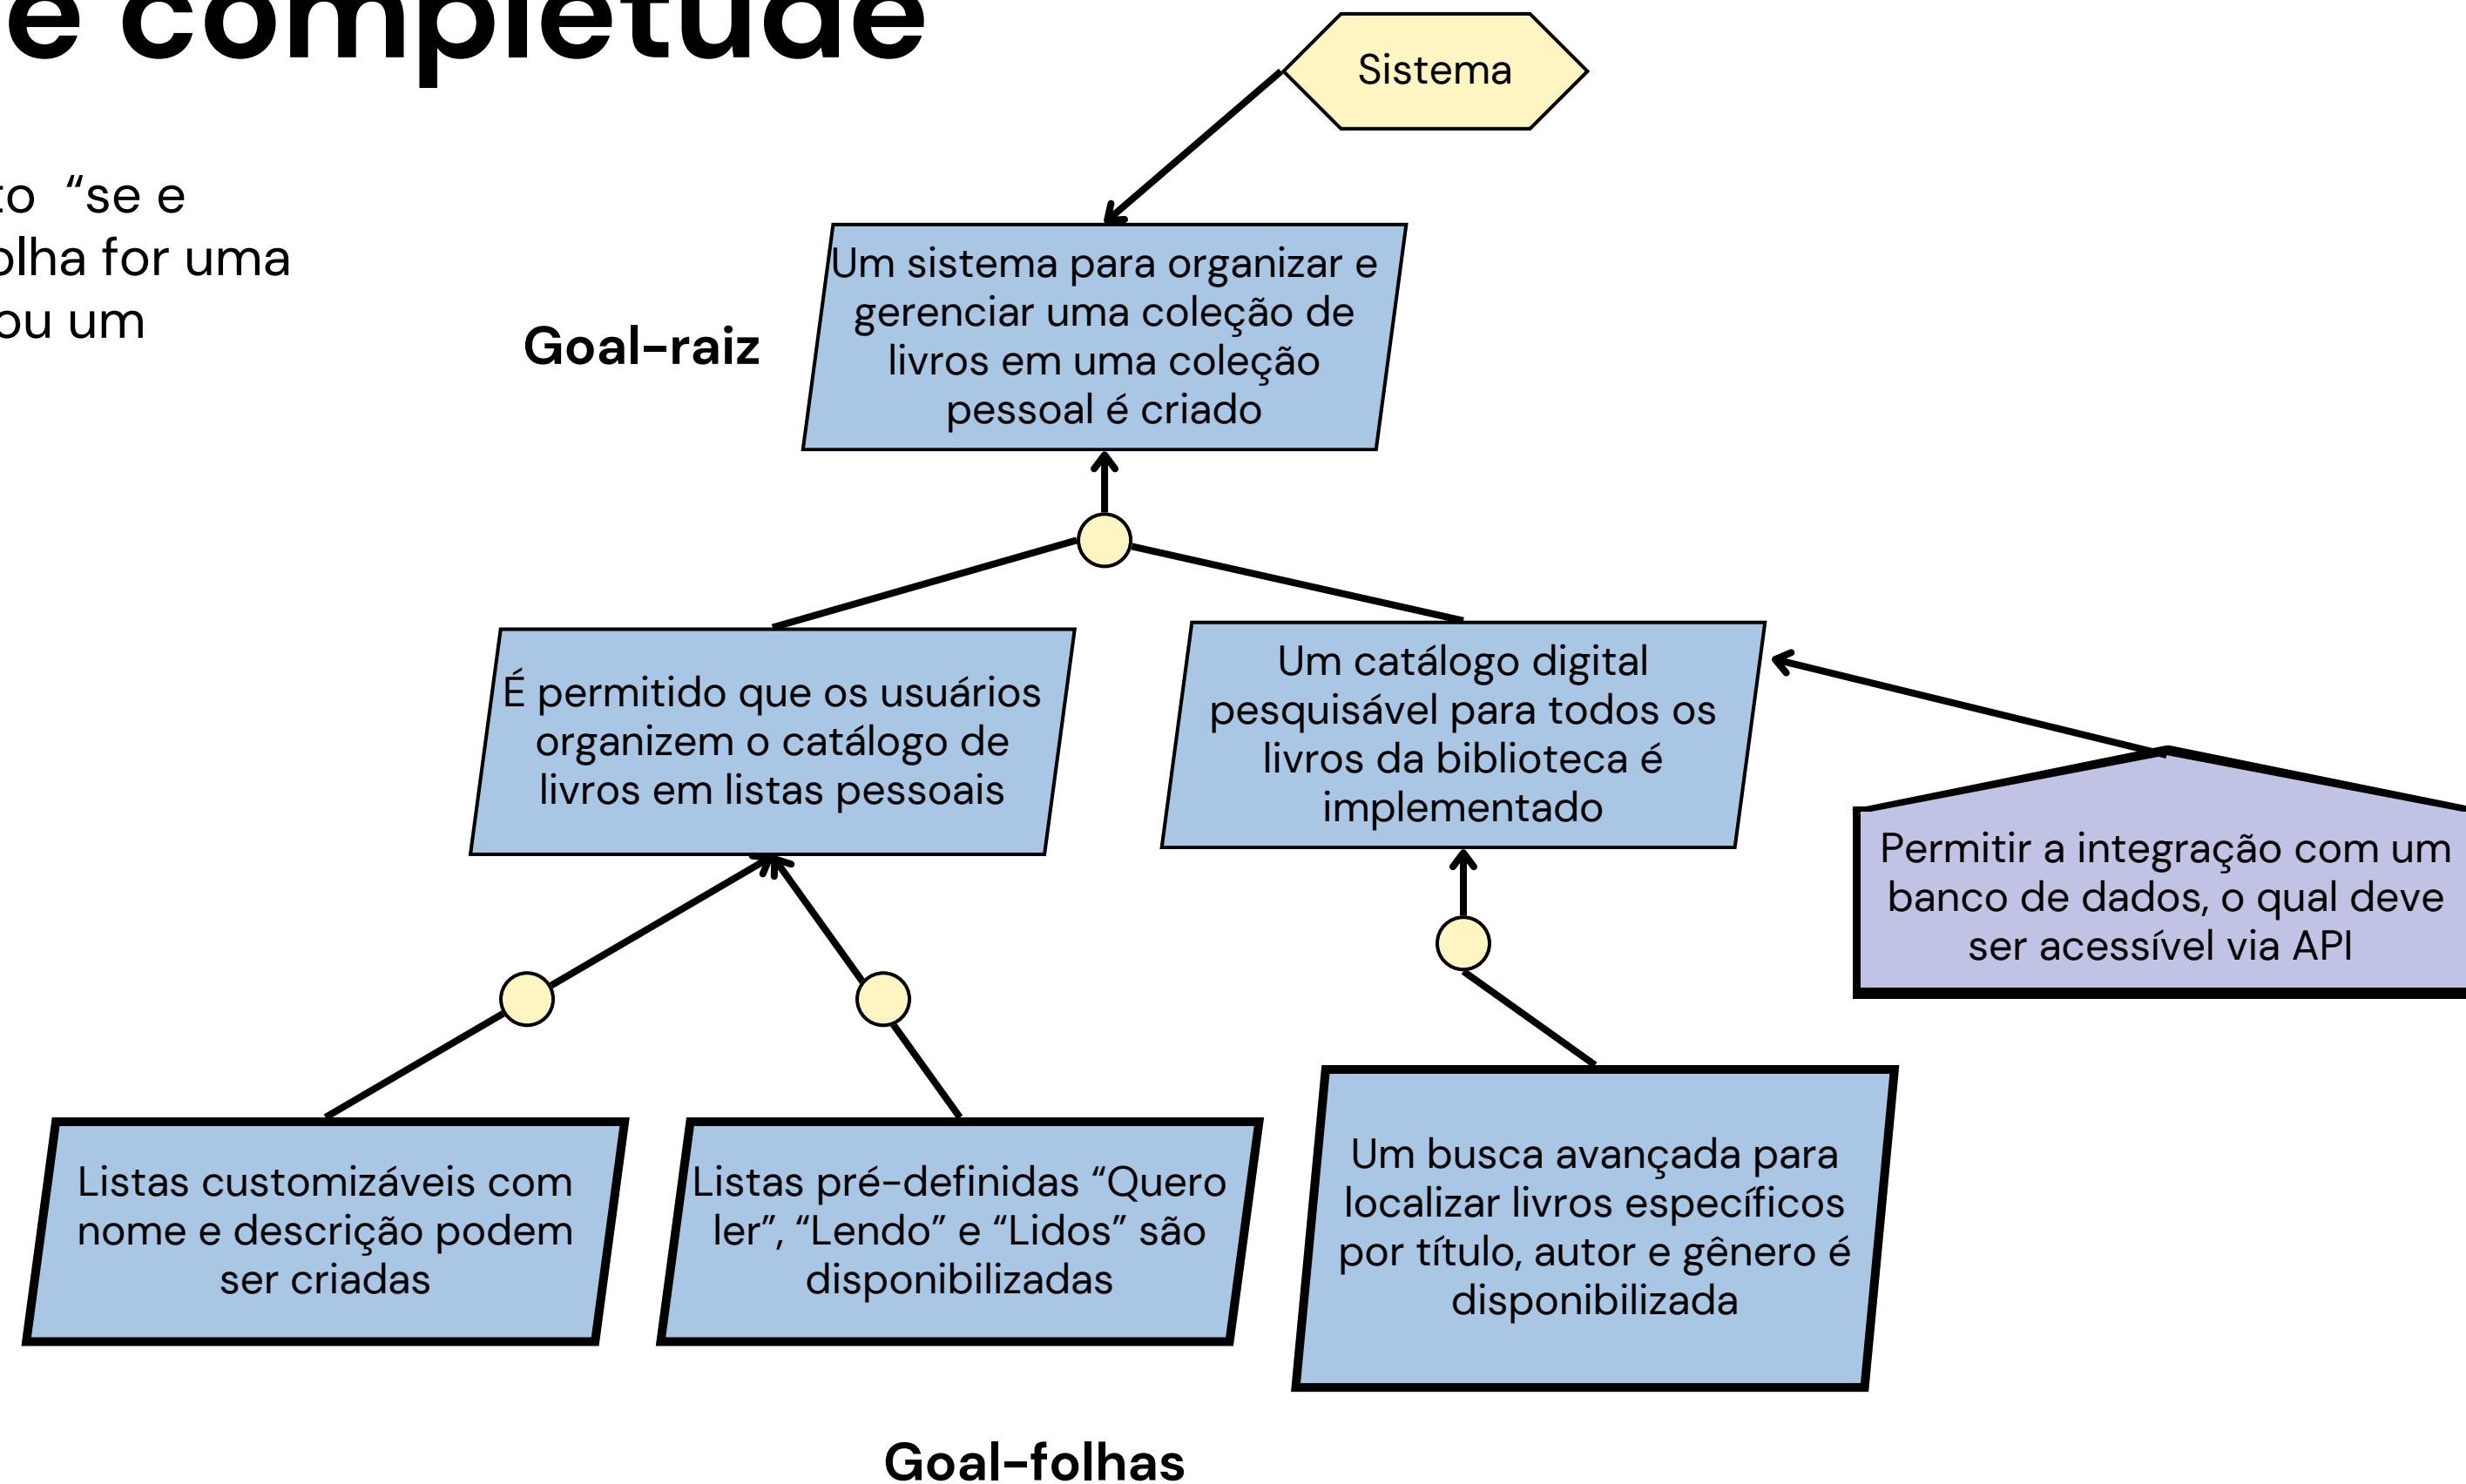 e completude
Sistema
to “se e
olha for uma
ou um
Goal-raiz
Um sistema para organizar e
gerenciar uma coleção de
livros em uma coleção
pessoal é criado
É permitido que os usuários
organizem o catálogo de
livros em listas pessoais
Um catálogo digital
pesquisável para todos os
livros da biblioteca é
implementado
Permitir a integração com um
banco de dados, o qual deve
ser acessível via API
Listas customizáveis com
nome e descrição podem
ser criadas
Listas pré-definidas “Quero
ler”, “Lendo” e “Lidos” são
disponibilizadas
Um busca avançada para
localizar livros específicos
por título, autor e gênero é
disponibilizada
Goal-folhas